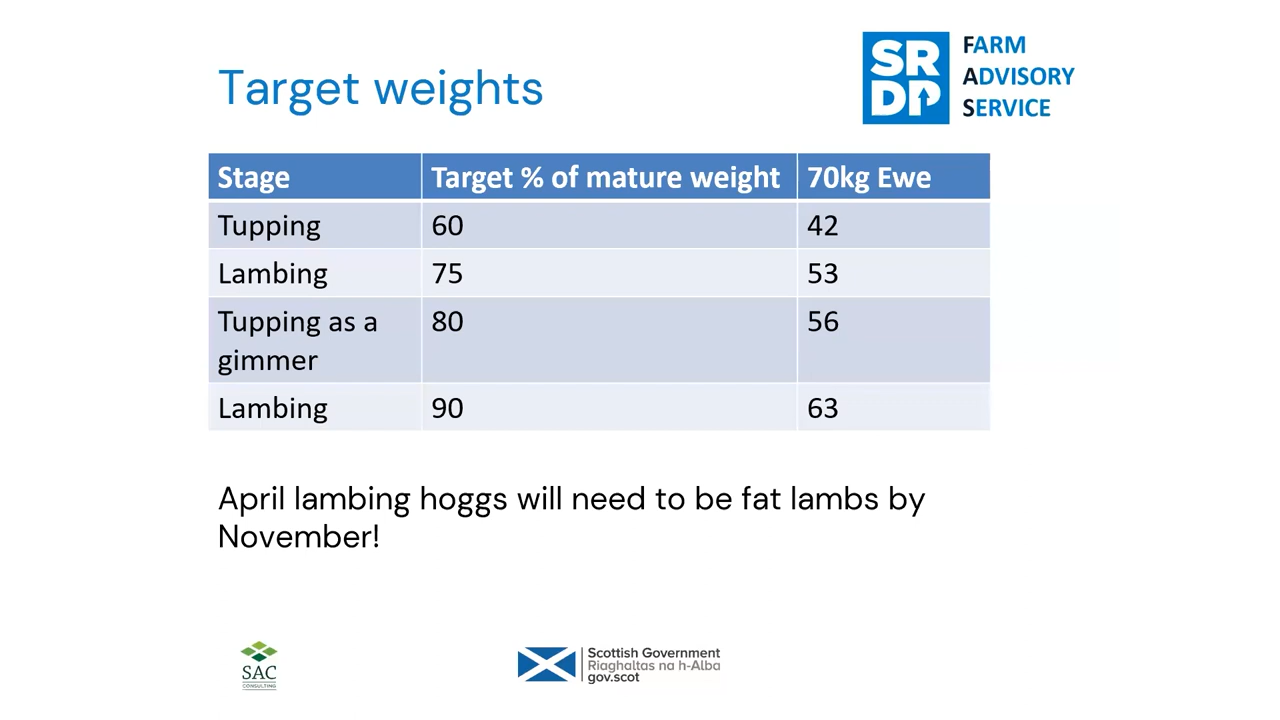 Target weights
SR
DP
FARM
ADVISORY
SERVICE
Stage Target % of mature weight 70kg Ewe
Tupping 60 42
Lambing 75 53
Tupping as a 80 56
gimmer
Lambing 90 63
April lambing hoggs will need to be fat lambs by
November!
SAC
CONSULTING
Scottish Government
Riaghaltas na h-Alba
gov.scot